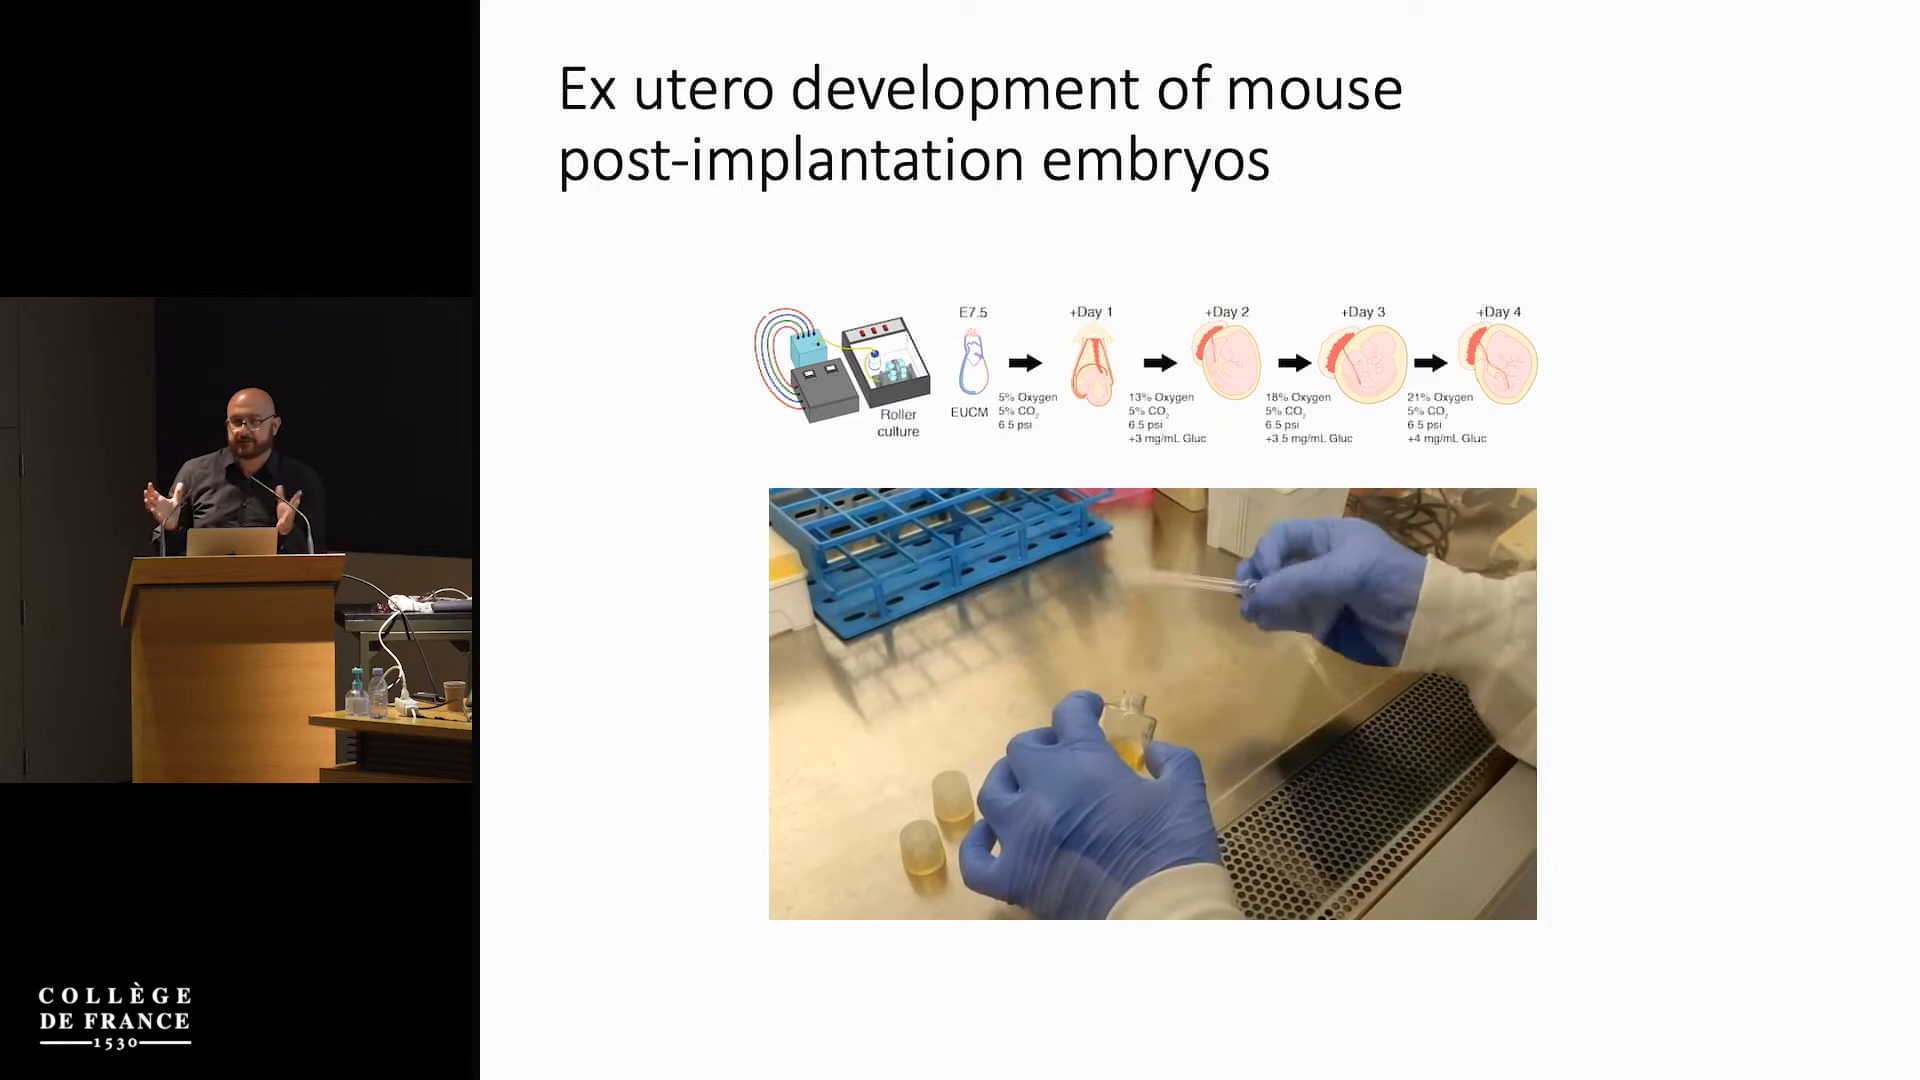 Ex utero development of mouse
post-implantation embryos
E7.5
+Day 1
+Day 2
+Day 3
+Day 4
Roller
culture
EUCM
5% Oxygen
5% CO₂
6.5 psi
13% Oxygen
5% CO₂
6.5 psi
+3 mg/mL Gluc
18% Oxygen
5% CO₂
6.5 psi
+3.5 mg/mL Gluc
21% Oxygen
5% CO₂
6.5 psi
+4 mg/mL Gluc
COLLÈGE
DE FRANCE
1530